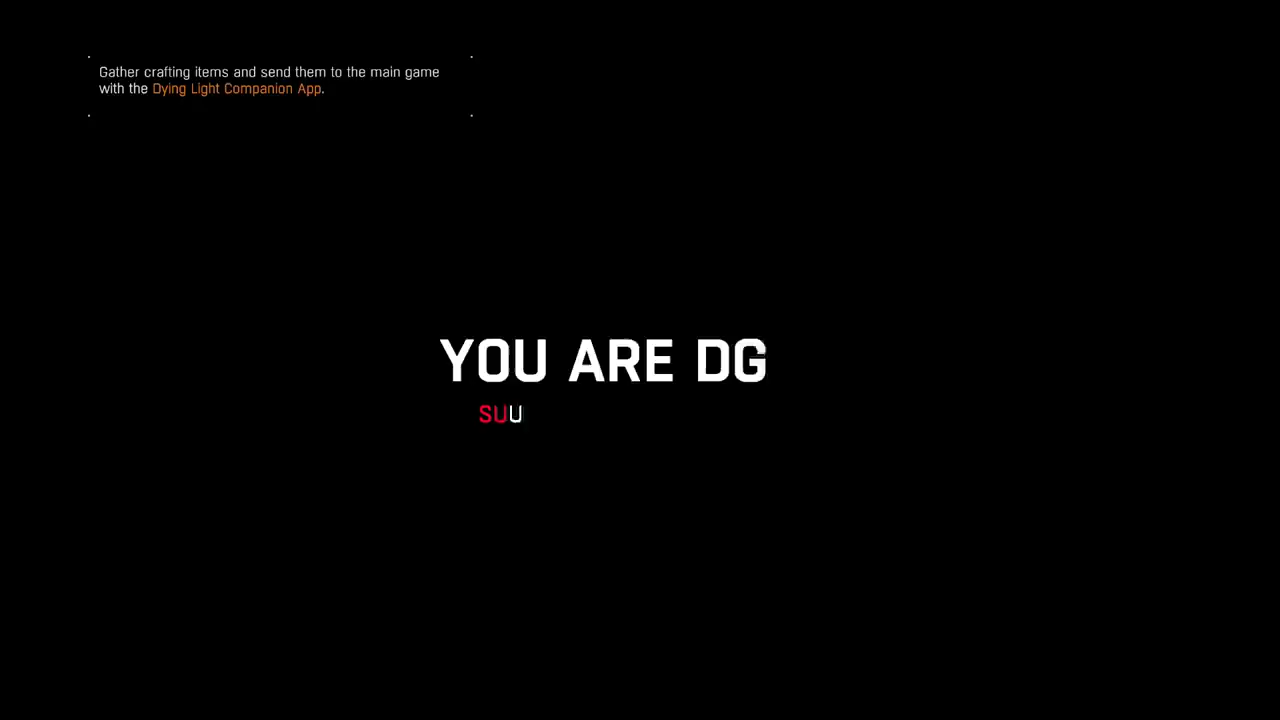 Gather crafting items and send them to the main game
with the Dying Light Companion App.
YOU ARE DG
SUU